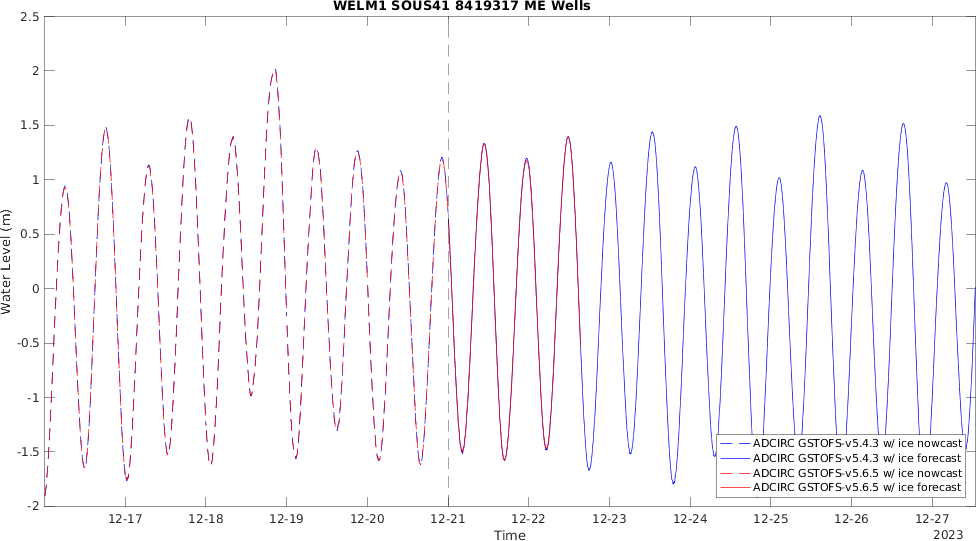 WELM1 SOUS41 8419317 ME Wells
2.5
2
1.5
1
0.5
0
-0.5
-1
-1.5
-2
Water Level (m)
12-17 12-18 12-19 12-20 12-21 12-22 12-23 12-24 12-25 12-26 12-27
Time
2023
ADCIRC GSTOFS-v5.4.3 w/ ice nowcast
ADCIRC GSTOFS-v5.4.3 w/ ice forecast
ADCIRC GSTOFS-v5.6.5 w/ ice nowcast
ADCIRC GSTOFS-v5.6.5 w/ ice forecast